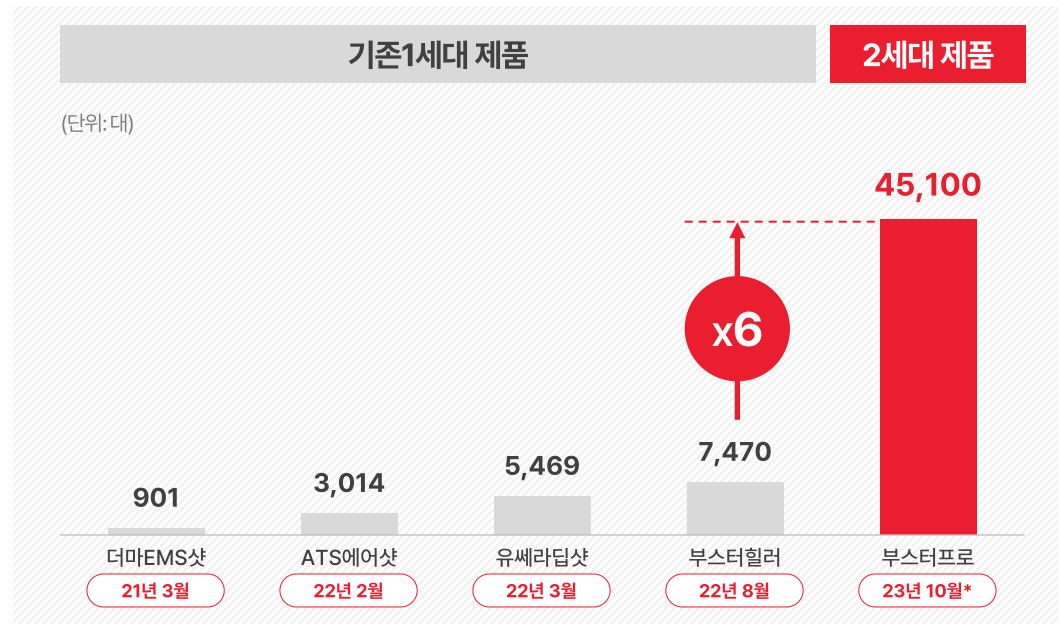 기존1세대 제품
2세대 제품
(단위: 대)
45,100
x6
7,470
5,469
3,014
901
더마EMS샷
ATS에어샷
유쎄라딥샷
부스터힐러
부스터프로
21년 3월
22년 2월
22년 3월
22년 8월
23년 10월*